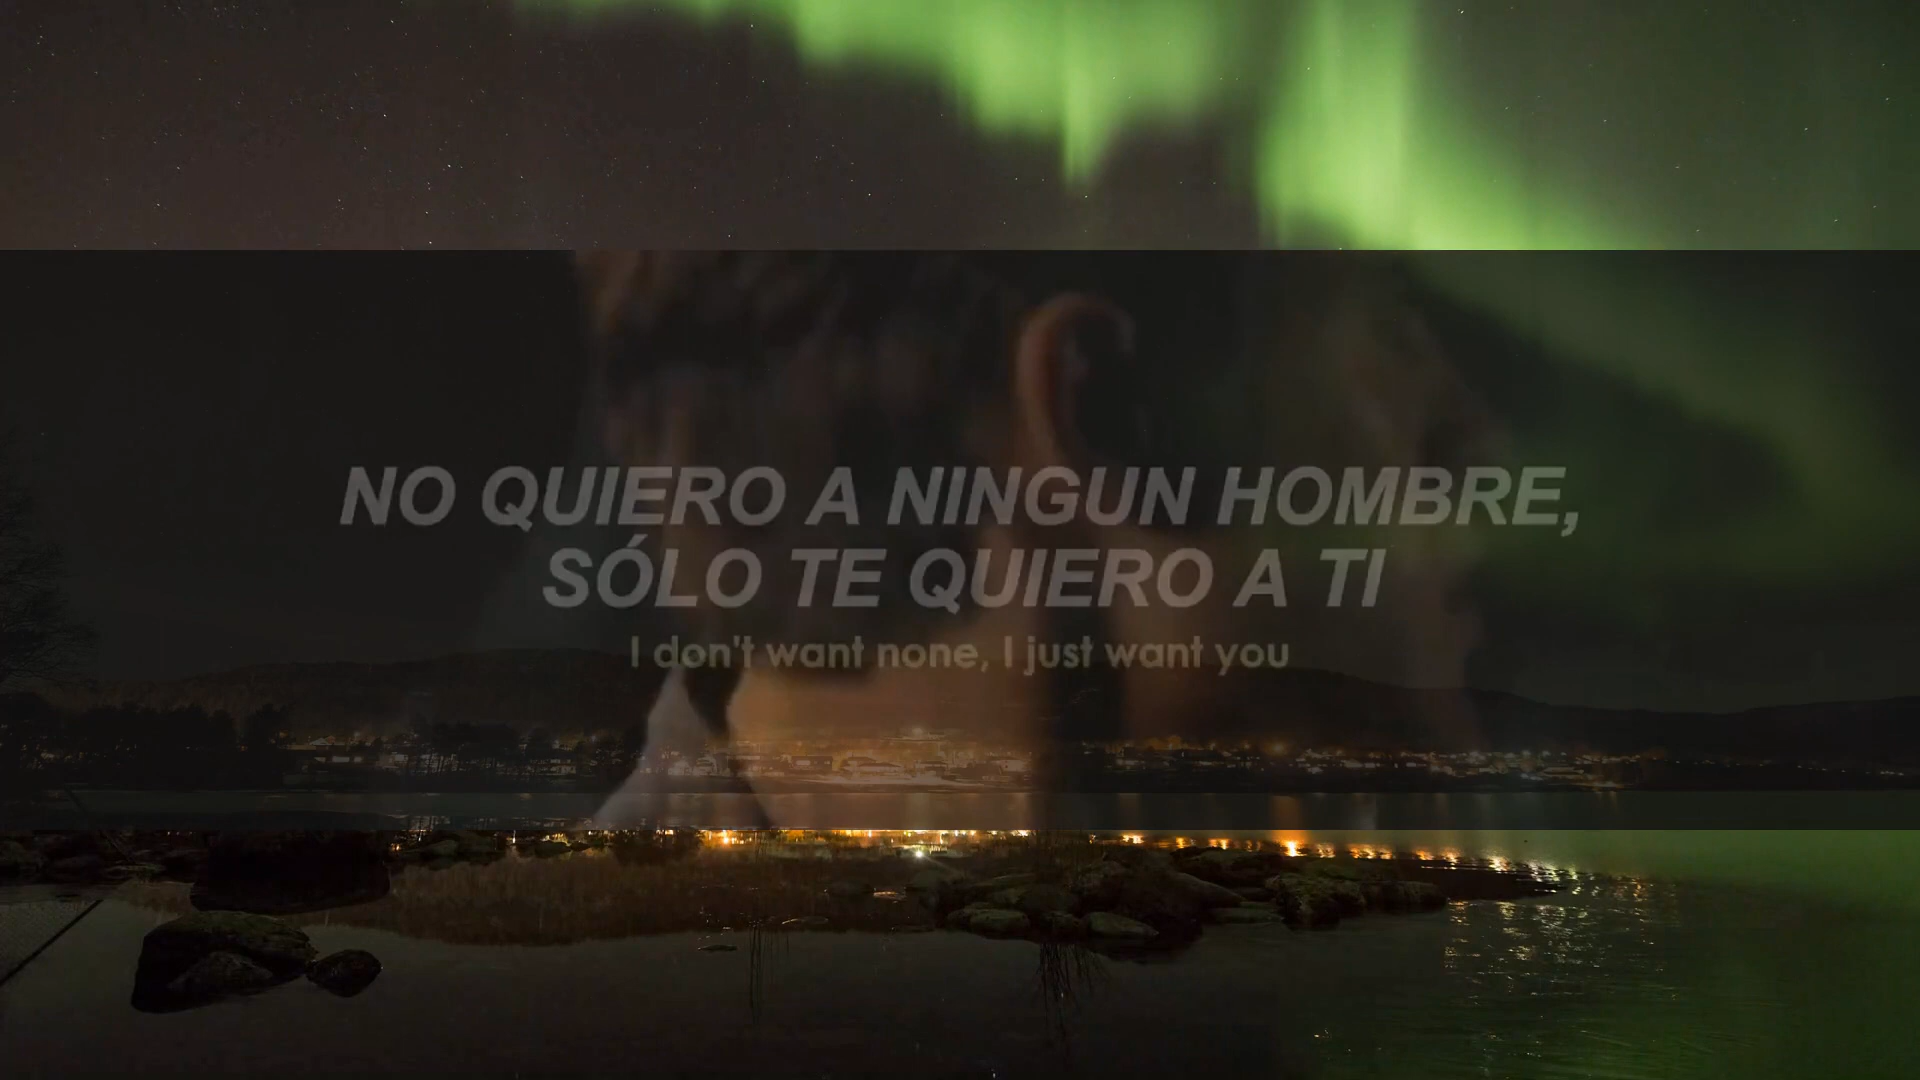 NO QUIERO A NINGUN HOMBRE,
SÓLO TE QUIERO A TI
I don't want none, I just want you